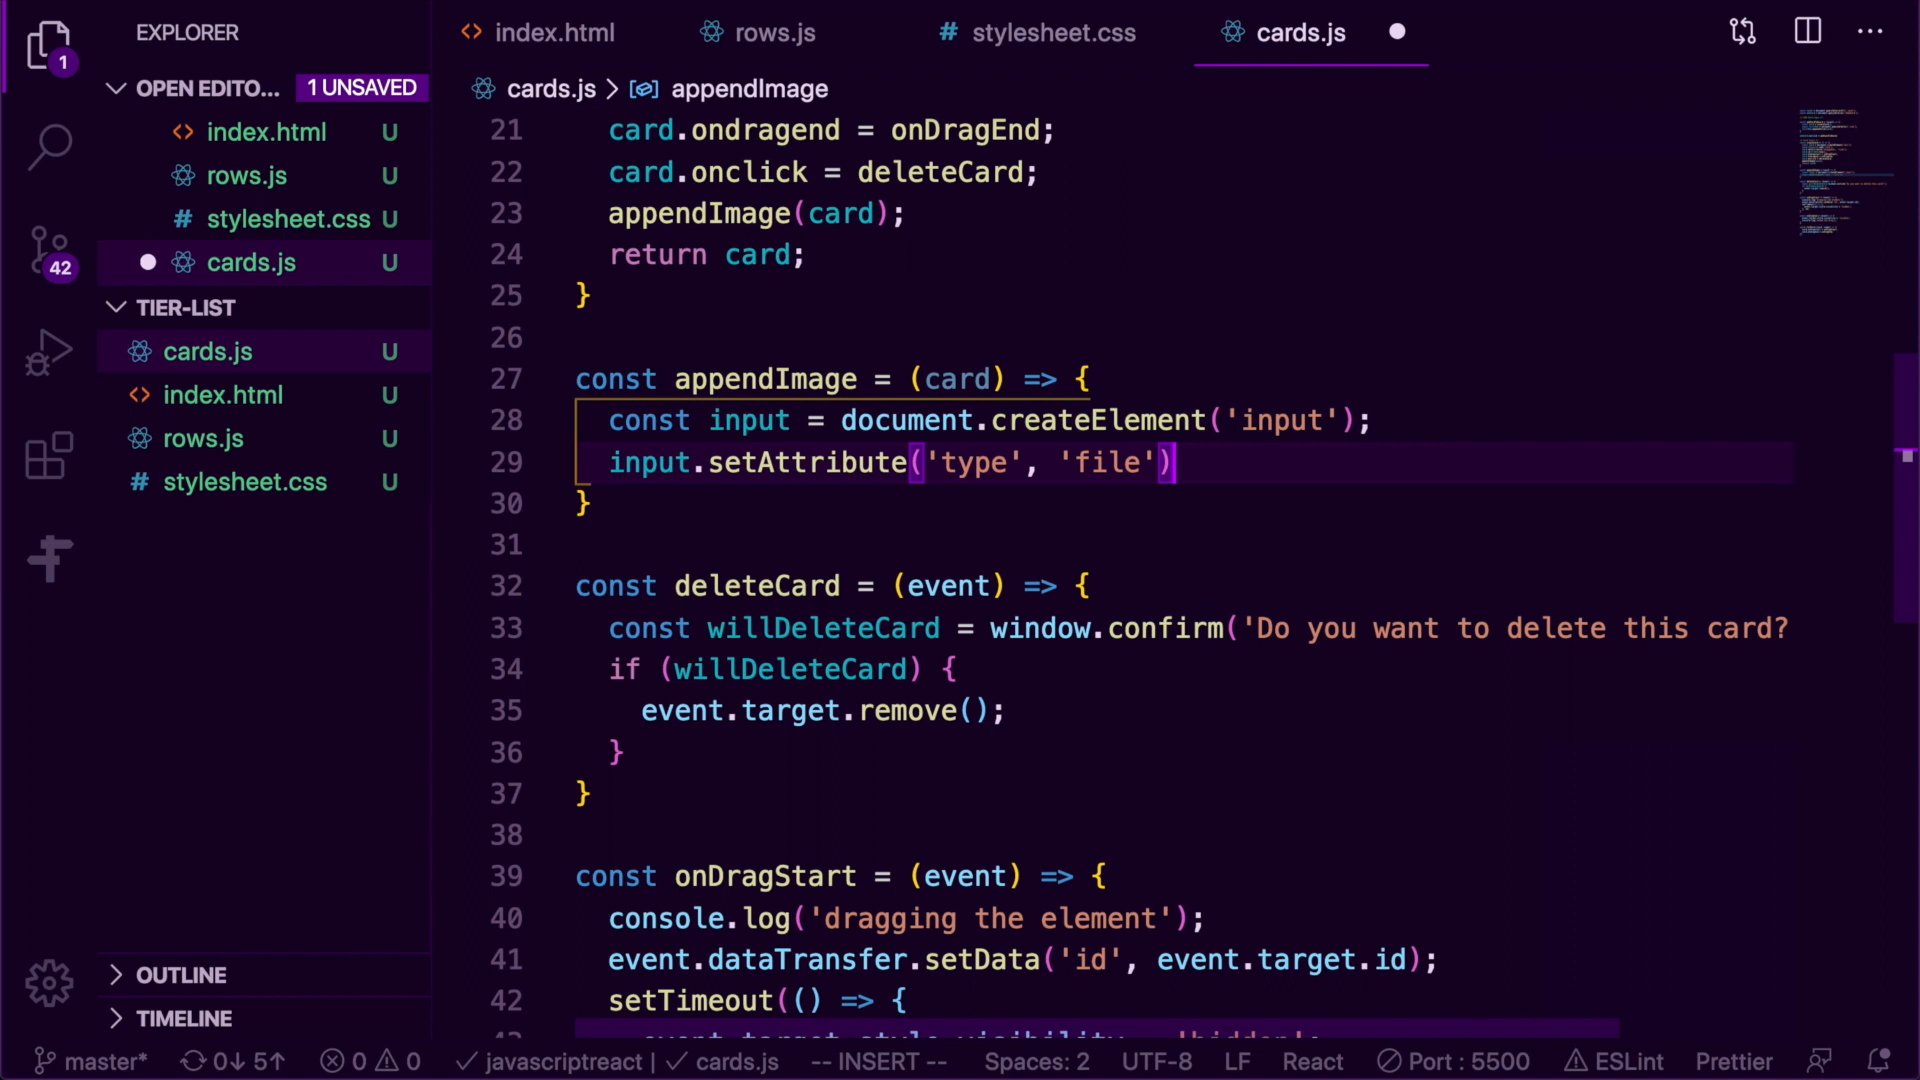 EXPLORER
OPEN EDITO... 1 UNSAVED
index.html U
rows.js U
stylesheet.css U
cards.js U
TIER-LIST
cards.js U
index.html U
rows.js U
stylesheet.css U
OUTLINE
TIMELINE
1
42
index.html rows.js # stylesheet.css cards.js
cards.js > appendImage
21 card.ondragend = onDragEnd;
22 card.onclick = deleteCard;
23 appendImage(card);
24 return card;
25 }
26
27 const appendImage = (card) => {
28 const input = document.createElement('input');
29 input.setAttribute('type', 'file')
30 }
31
32 const deleteCard = (event) => {
33 const willDeleteCard = window.confirm('Do you want to delete this card?
34 if (willDeleteCard) {
35 event.target.remove();
36 }
37 }
38
39 const onDragStart = (event) => {
40 console.log('dragging the element');
41 event.dataTransfer.setData('id', event.target.id);
42 setTimeout(() => {
master* 0↓ 5↑ 0 0 javascriptreact | cards.js -- INSERT -- Spaces: 2 UTF-8 LF React Port : 5500 ESLint Prettier